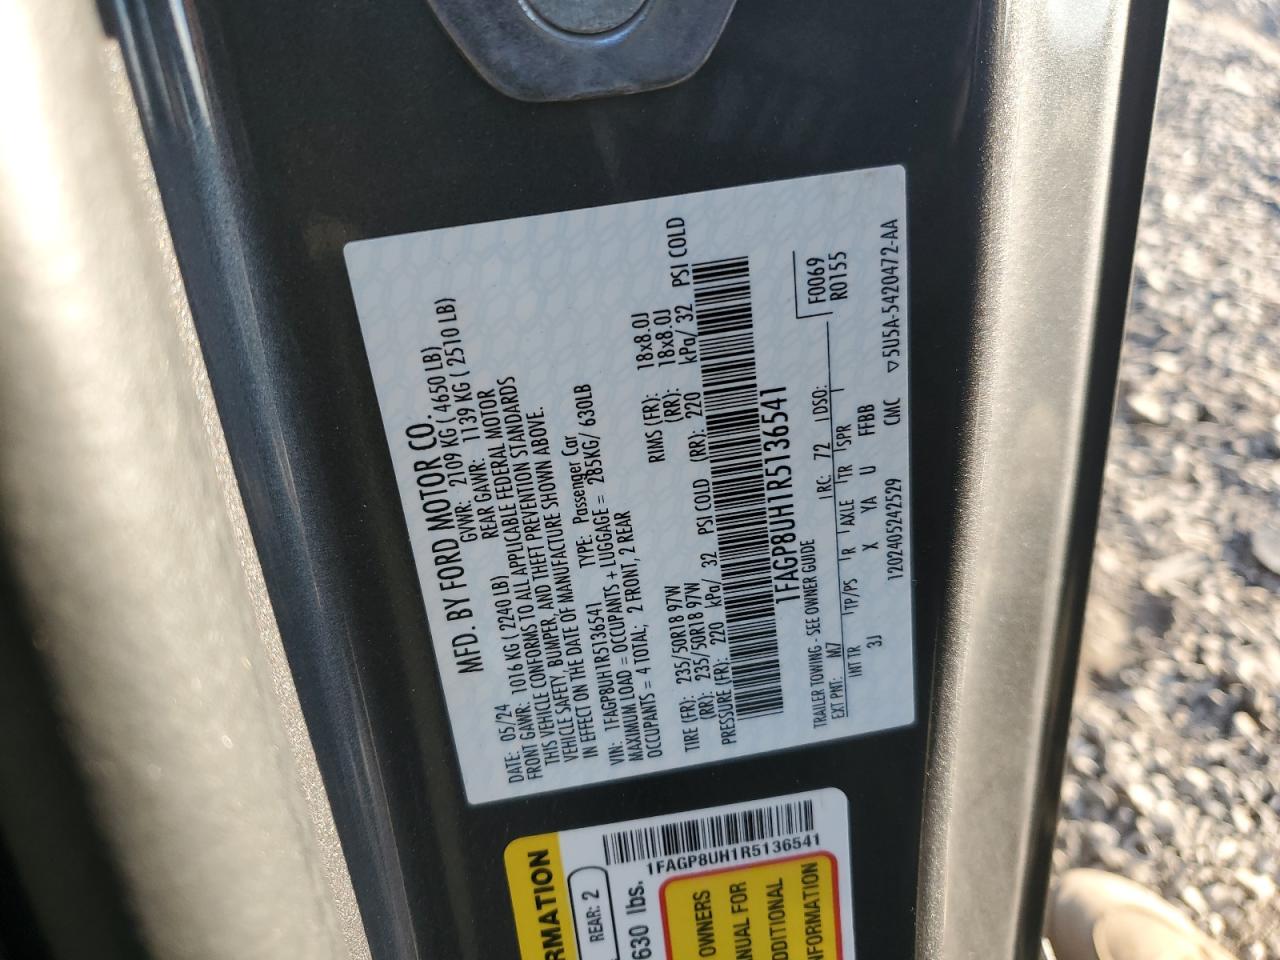 MFD. BY FORD MOTOR CO.
DATE: 05/24 GVWR: 2109 KG ( 4650 LB)
FRONT GAWR: 1016 KG ( 2240 LB) REAR GAWR: 1139 KG ( 2510 LB)
THIS VEHICLE CONFORMS TO ALL APPLICABLE FEDERAL MOTOR
VEHICLE SAFETY, BUMPER, AND THEFT PREVENTION STANDARDS
IN EFFECT ON THE DATE OF MANUFACTURE SHOWN ABOVE.
VIN: 1FAGP8UH1R5136541 TYPE: Passenger Car
MAXIMUM LOAD = OCCUPANTS + LUGGAGE = 285KG/ 630LB
OCCUPANTS = 4 TOTAL; 2 FRONT, 2 REAR
TIRE (FR): 235/50R18 97W RIMS (FR): 18x8.0J
(RR): 235/50R18 97W (RR): 18x8.0J
PRESSURE (FR): 220 kPa/ 32 PSI COLD (RR): 220 kPa/ 32 PSI COLD
1FAGP8UH1R5136541
TRAILER TOWING - SEE OWNER GUIDE F0069
EXT PNT: M7 RC: 72 DSO: R0155
INT TR TP/PS R AXLE TR SPR
3J X YA U FFBB
1202405242529 CMC ▽5U5A-5420472-AA
1FAGP8UH1R5136541
RMATION
REAR: 2
630 lbs.
OWNERS
ANUAL FOR
DDITIONAL
NFORMATION